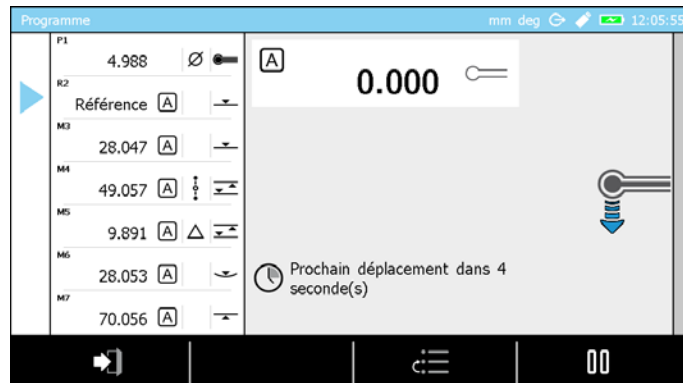 Programme
mm deg 12:05:55
P1
4.988 Ø
R2
Référence A
M3
28.047 A
M4
49.057 A
M5
9.891 A
M6
28.053 A
M7
70.056 A
A
0.000
Prochain déplacement dans 4
seconde(s)